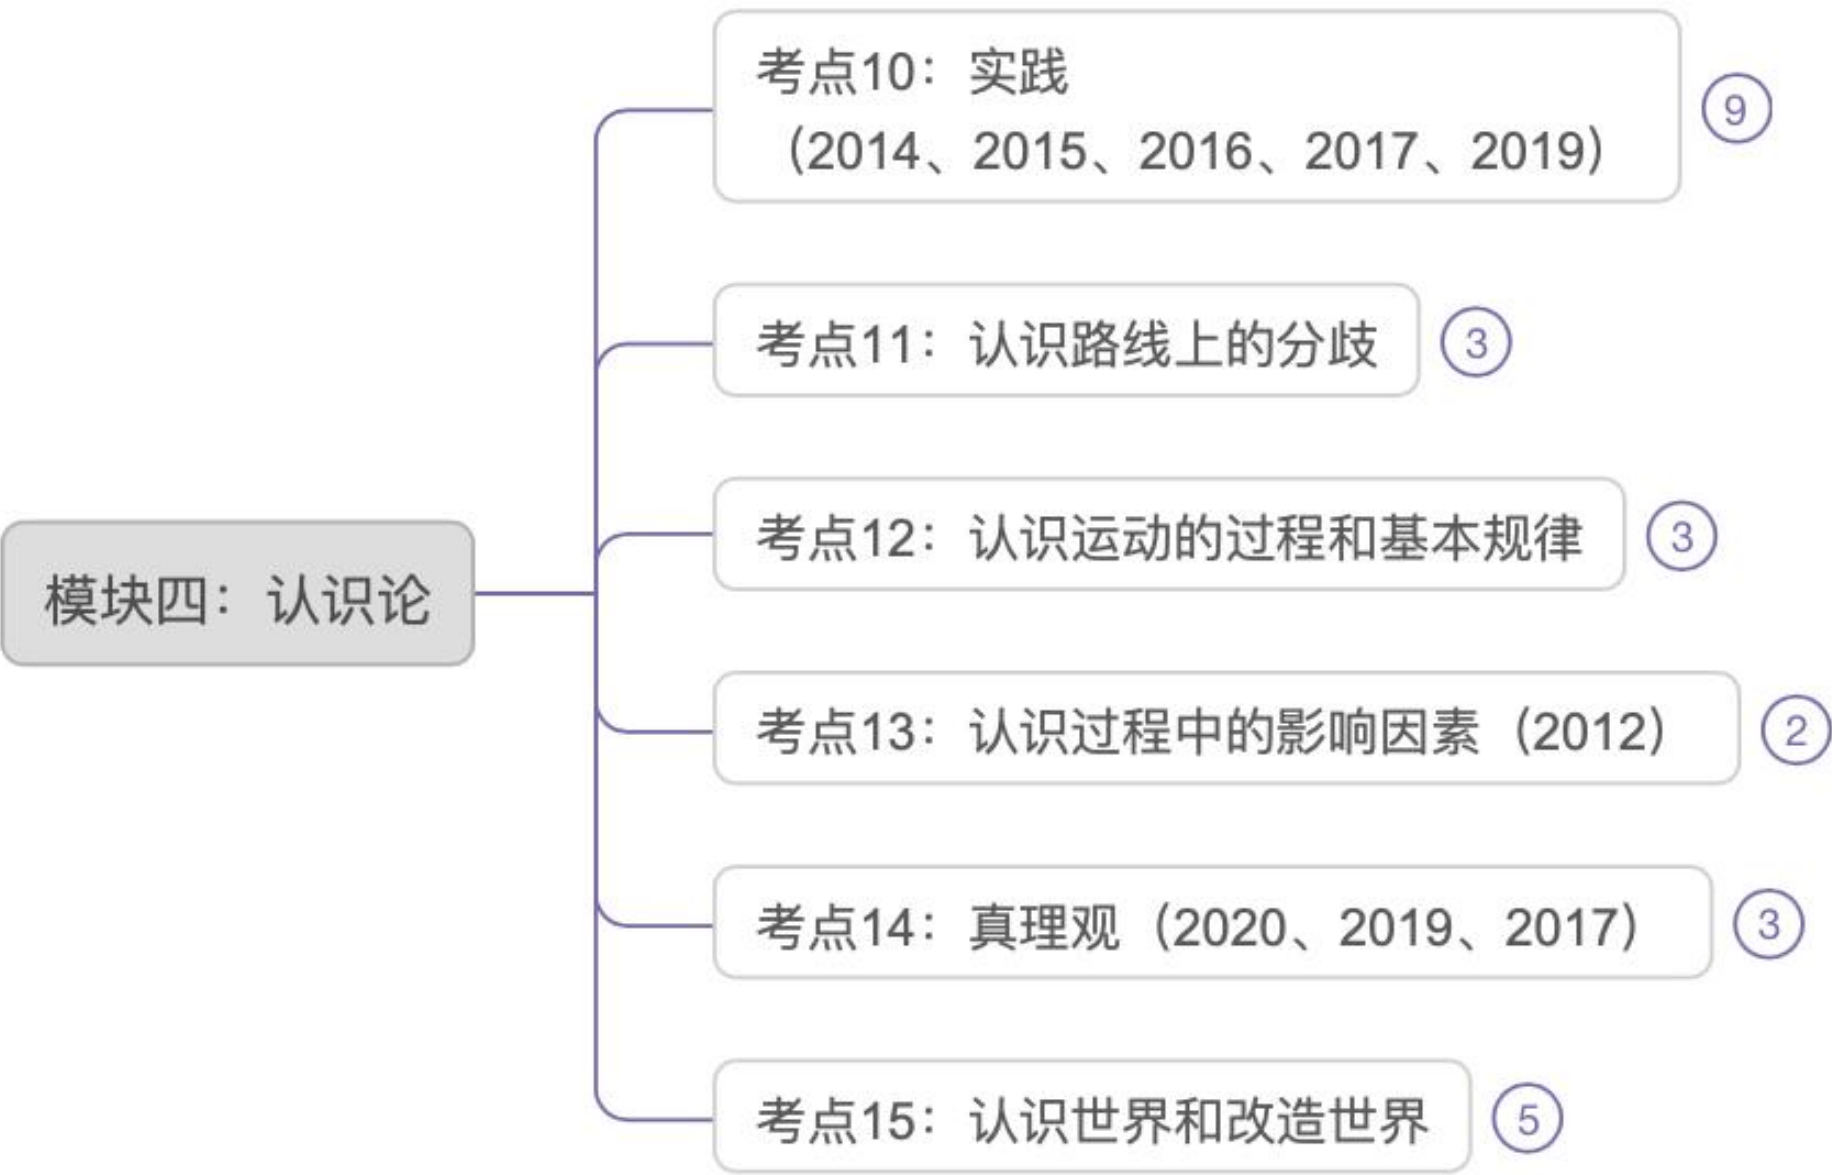 考点10：实践
（2014、2015、2016、2017、2019）
9
考点11：认识路线上的分歧
3
考点12：认识运动的过程和基本规律
3
模块四：认识论
考点13：认识过程中的影响因素（2012）
2
考点14：真理观（2020、2019、2017）
3
考点15：认识世界和改造世界
5